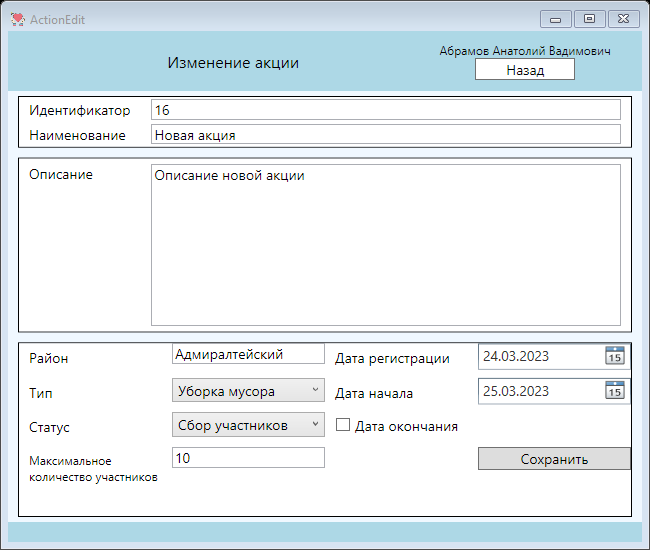 ActionEdit
Абрамов Анатолий Вадимович
Изменение акции
Назад
Идентификатор 16
Наименование Новая акция
Описание Описание новой акции
Район Адмиралтейский Дата регистрации 24.03.2023 15
Тип Уборка мусора Дата начала 25.03.2023 15
Статус Сбор участников Дата окончания
Максимальное
количество участников 10 Сохранить